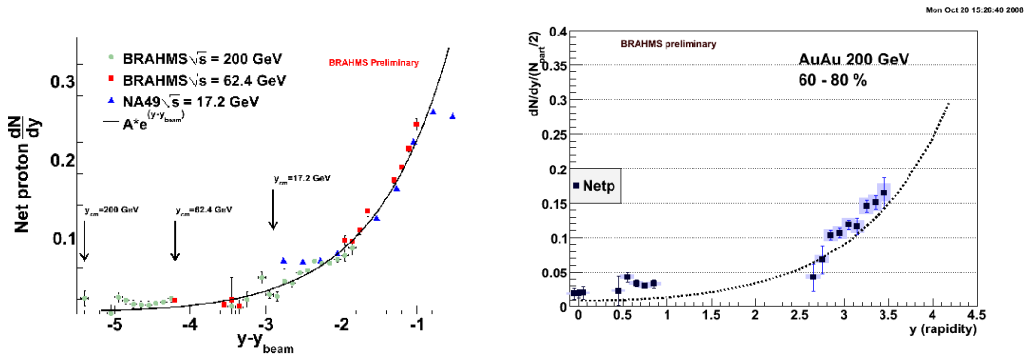 Mon Oct 20 15:26:40 2008
BRAHMS√s = 200 GeV
BRAHMS√s = 62.4 GeV
NA49√s = 17.2 GeV
A*e^(y-y_beam)
BRAHMS Preliminary
Net proton dN/dy
0.3
0.2
0.1
y_cm=200 GeV
y_cm=62.4 GeV
y_cm=17.2 GeV
-5 -4 -3 -2 -1
y-y_beam
dN/dy/(N_part/2)
BRAHMS preliminary
AuAu 200 GeV
60 - 80 %
Netp
0.4
0.35
0.3
0.25
0.2
0.15
0.1
0.05
0
0 0.5 1 1.5 2 2.5 3 3.5 4 4.5
y (rapidity)